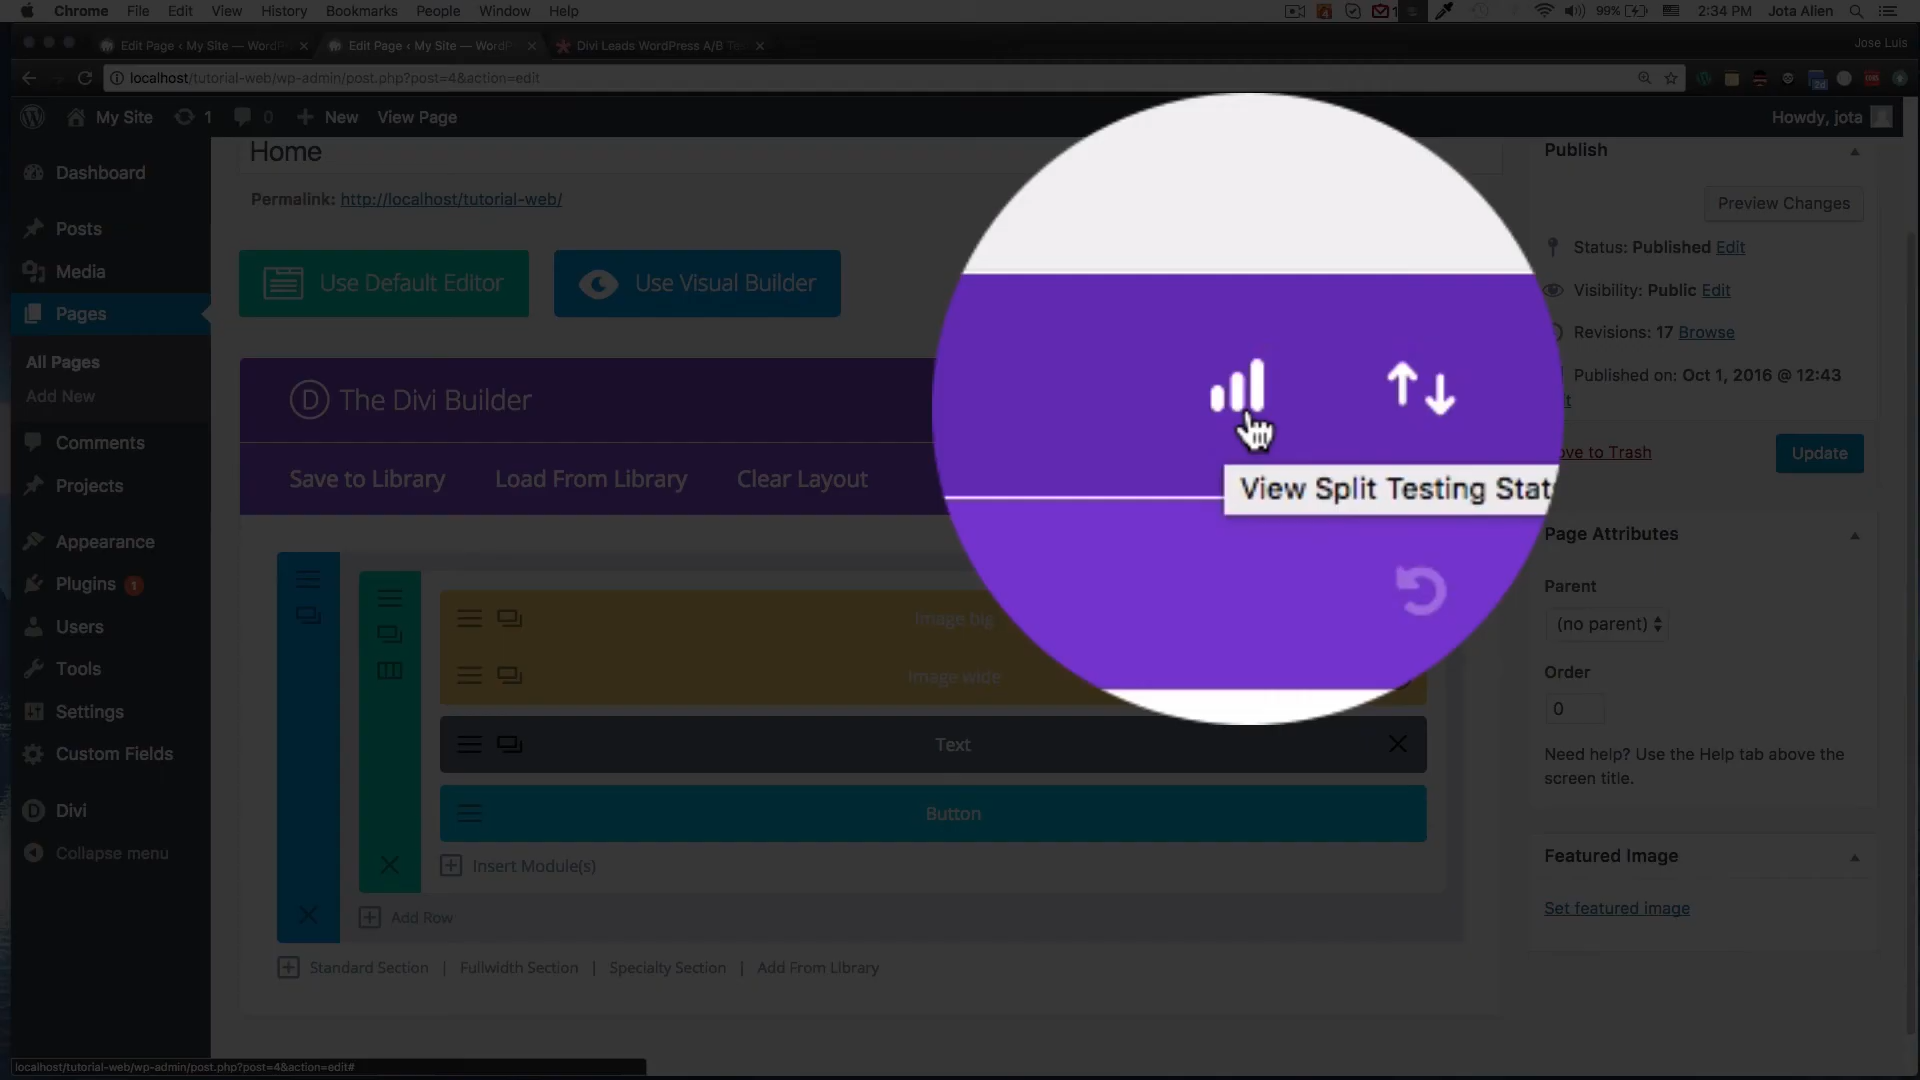 Chrome File Edit View History Bookmarks People Window Help 1 99% 2:34 PM Jota Alien
Edit Page ‹ My Site — WordP
Edit Page ‹ My Site — WordP
Divi Leads WordPress A/B Te
Jose Luis
localhost/tutorial-web/wp-admin/post.php?post=4&action=edit
My Site 1 0 New View Page Howdy, jota
Dashboard
Posts
Media
Pages
All Pages
Add New
Comments
Projects
Appearance
Plugins 1
Users
Tools
Settings
Custom Fields
Divi
Collapse menu
Home
Permalink: http://localhost/tutorial-web/
Use Default Editor
Use Visual Builder
D The Divi Builder
Save to Library Load From Library Clear Layout
View Split Testing Stat
Image big
Image wide
Text
Button
Insert Module(s)
Add Row
Standard Section | Fullwidth Section | Specialty Section | Add From Library
Publish
Preview Changes
Status: Published Edit
Visibility: Public Edit
Revisions: 17 Browse
Published on: Oct 1, 2016 @ 12:43
it
ove to Trash
Update
Page Attributes
Parent
(no parent)
Order
0
Need help? Use the Help tab above the
screen title.
Featured Image
Set featured image
localhost/tutorial-web/wp-admin/post.php?post=4&action=edit#